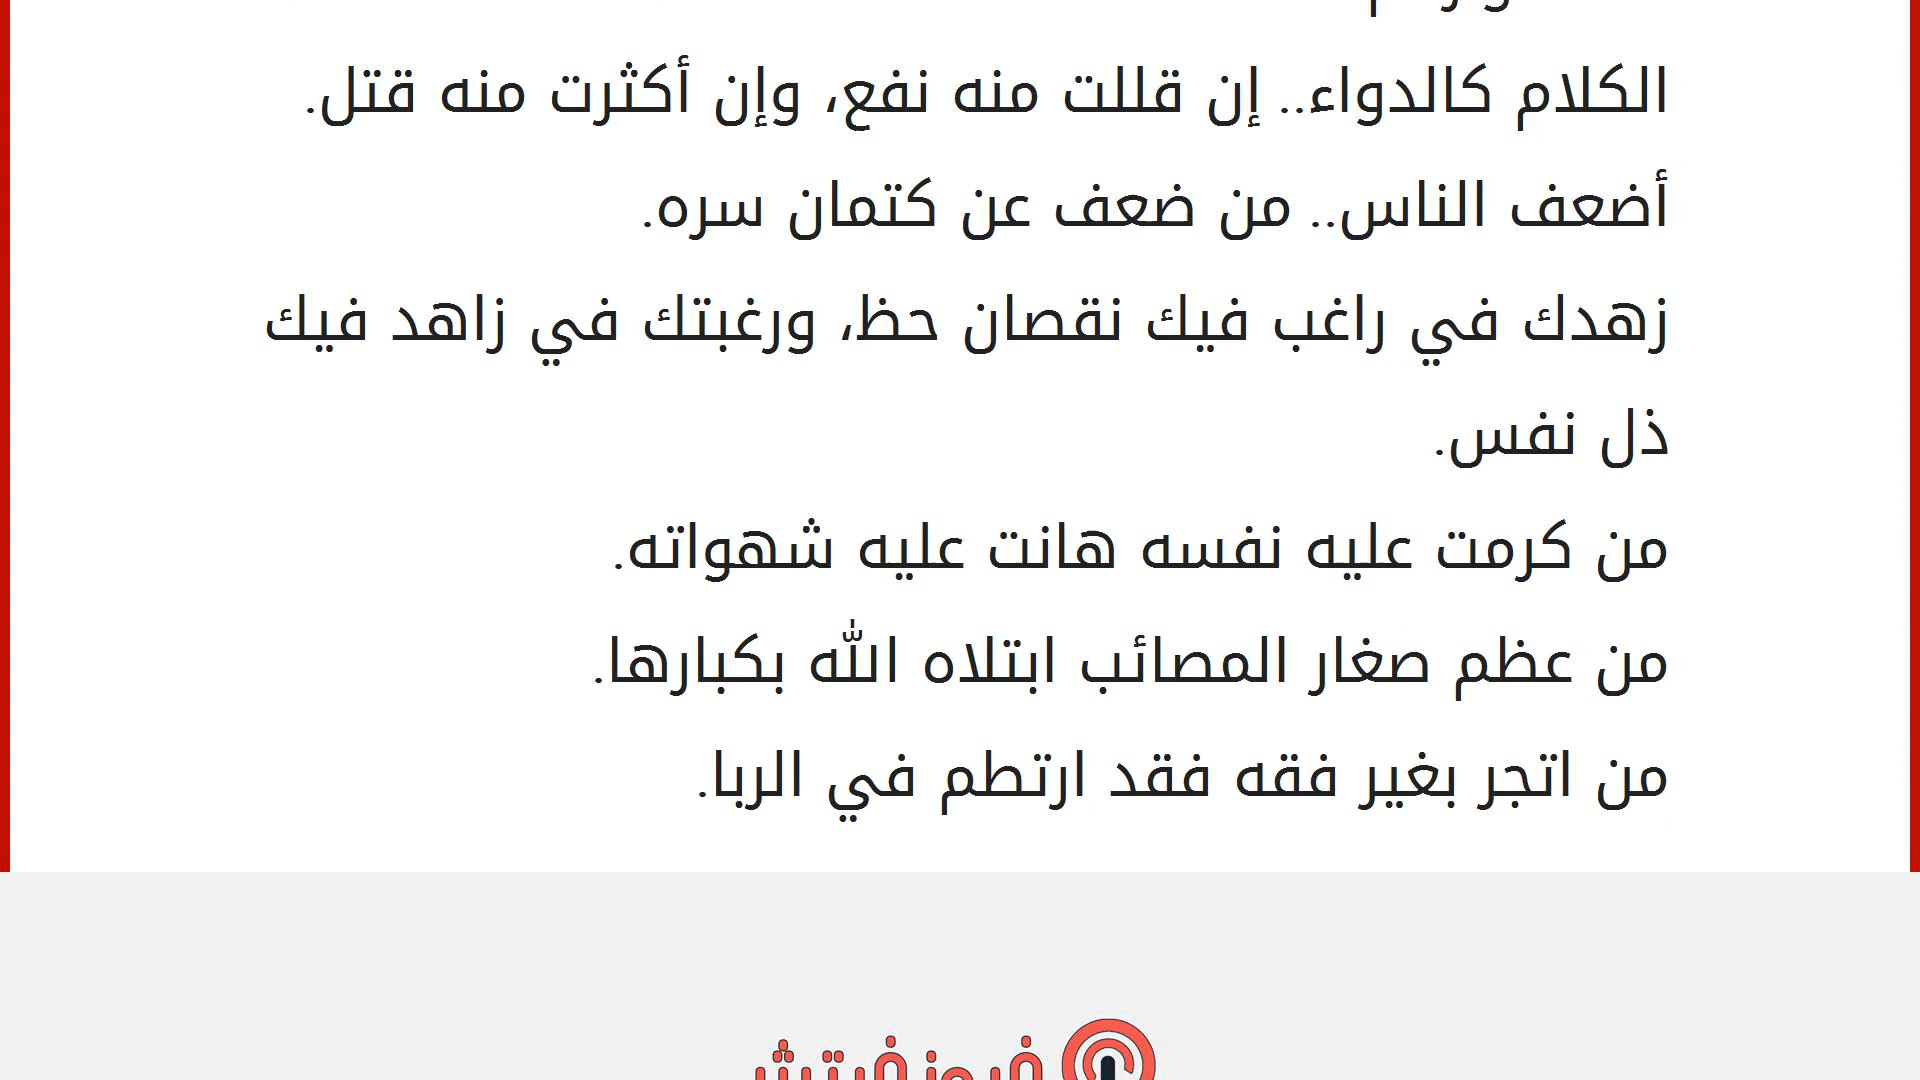 الكلام كالدواء.. إن قللت منه نفع، وإن أكثرت منه قتل.
أضعف الناس.. من ضعف عن كتمان سره.
زهدك في راغب فيك نقصان حظ، ورغبتك في زاهد فيك
ذل نفس.
من كرمت عليه نفسه هانت عليه شهواته.
من عظم صغار المصائب ابتلاه الله بكبارها.
من اتجر بغير فقه فقد ارتطم في الربا.